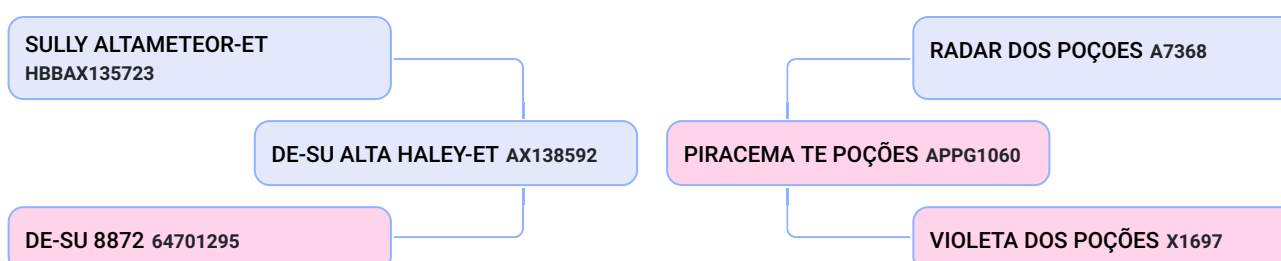 SULLY ALTAMETEOR-ET
HBBAX135723
RADAR DOS POÇOES A7368
DE-SU ALTA HALEY-ET AX138592
PIRACEMA TE POÇÕES APPG1060
DE-SU 8872 64701295
VIOLETA DOS POÇÕES X1697